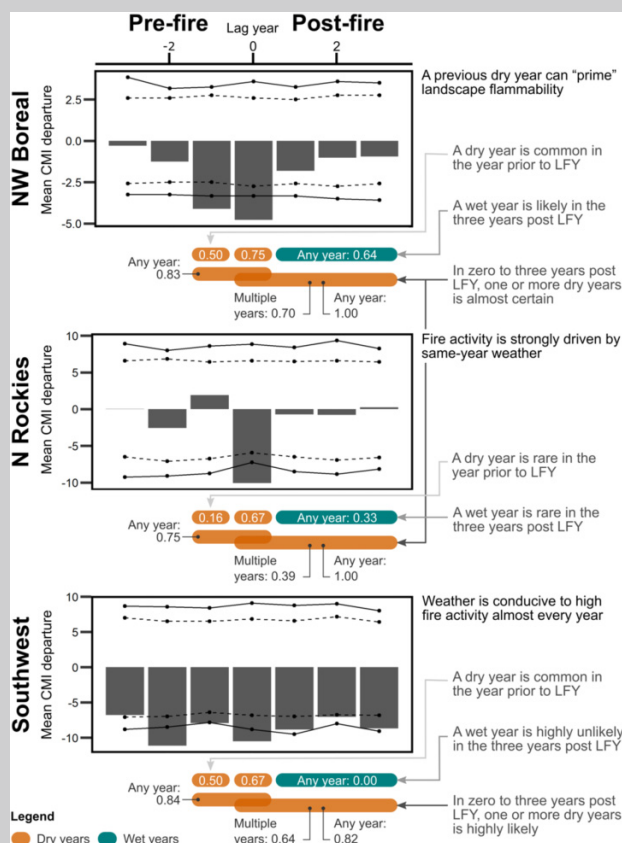 Pre-fire
Lag year
Post-fire
-2
0
2
NW Boreal
Mean CMI departure
2.5
0.0
-2.5
-5.0
A previous dry year can “prime”
landscape flammability
A dry year is common in
the year prior to LFY
A wet year is likely in the
three years post LFY
Any year:
0.83
0.50
0.75
Any year: 0.64
In zero to three years post
LFY, one or more dry years
is almost certain
Multiple
years: 0.70
Any year:
1.00
N Rockies
Mean CMI departure
10
5
0
-5
-10
Fire activity is strongly driven by
same-year weather
A dry year is rare in the
year prior to LFY
A wet year is rare in the
three years post LFY
Any year:
0.75
0.16
0.67
Any year: 0.33
Multiple
years: 0.39
Any year:
1.00
Southwest
Mean CMI departure
10
5
0
-5
-10
Weather is conducive to high
fire activity almost every year
A dry year is common in
the year prior to LFY
A wet year is highly unlikely
in the three years post LFY
Any year:
0.84
0.50
0.67
Any year: 0.00
In zero to three years post
LFY, one or more dry years
is highly likely
Multiple
years: 0.64
Any year:
0.82
Legend
Dry years
Wet years